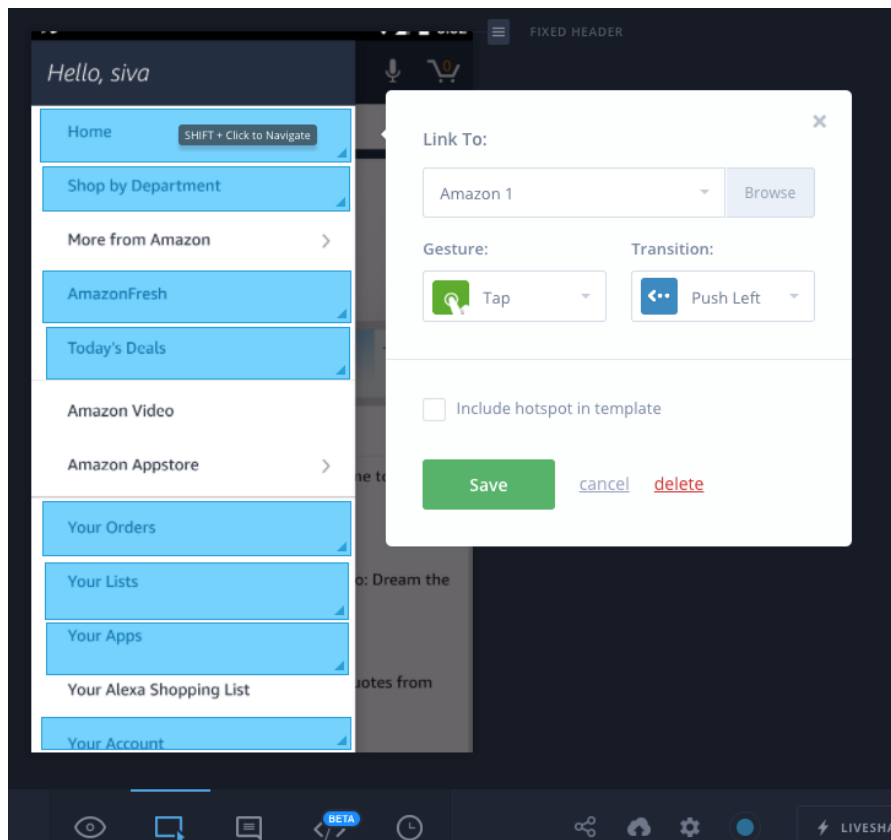 FIXED HEADER
Hello, siva
0
Home
SHIFT + Click to Navigate
Shop by Department
More from Amazon
AmazonFresh
Today's Deals
Amazon Video
Amazon Appstore
Your Orders
Your Lists
Your Apps
Your Alexa Shopping List
Your Account
o: Dream the
uotes from
Link To:
Amazon 1
Browse
Gesture:
Transition:
Tap
Push Left
Include hotspot in template
Save
cancel
delete
BETA
LIVESHA